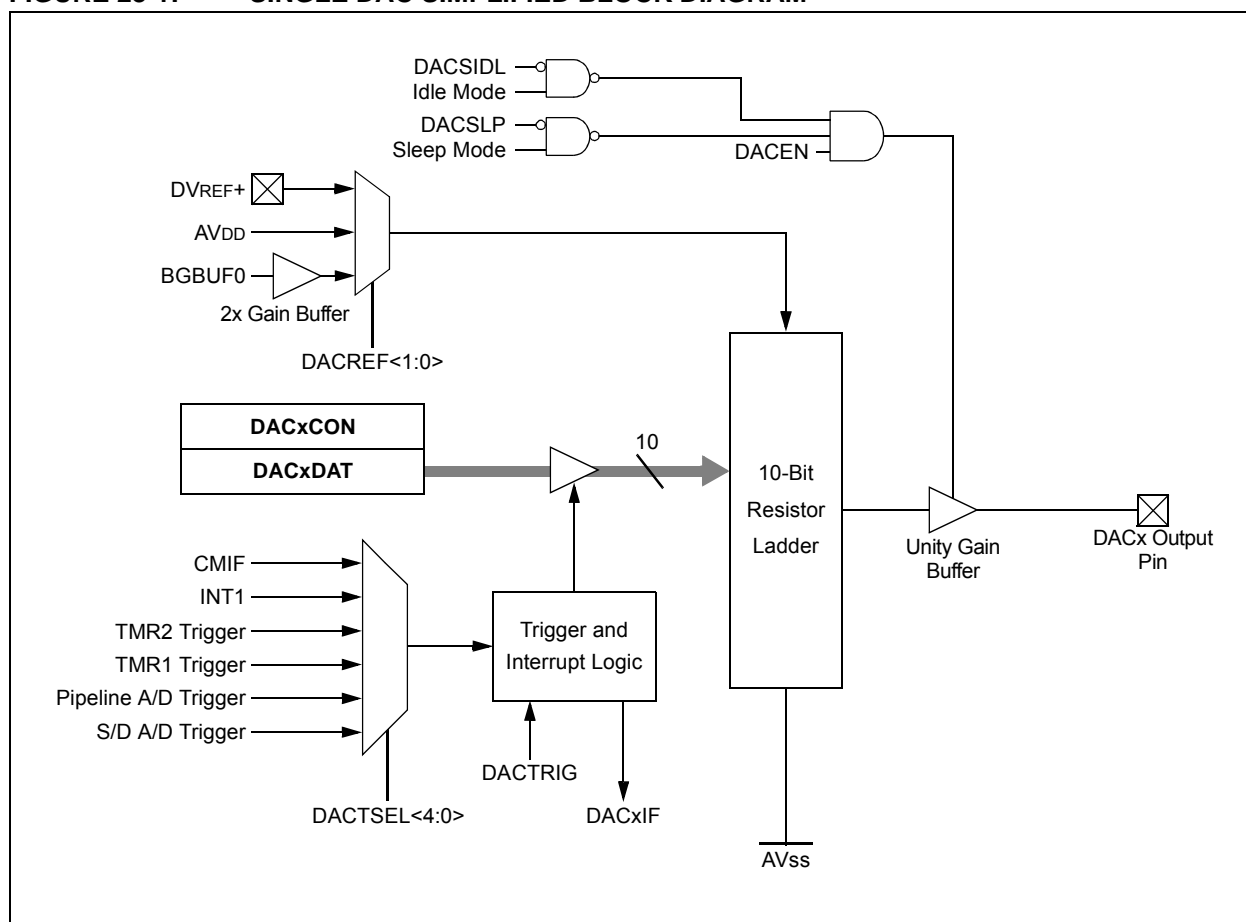 DACSIDL
Idle Mode
DACSLP
Sleep Mode
DACEN
DVREF+
AVDD
BGBUF0
2x Gain Buffer
DACREF<1:0>
DACxCON
DACxDAT
10
10-Bit
Resistor
Ladder
Unity Gain
Buffer
DACx Output
Pin
CMIF
INT1
TMR2 Trigger
TMR1 Trigger
Pipeline A/D Trigger
S/D A/D Trigger
Trigger and
Interrupt Logic
DACTRIG
DACTSEL<4:0>
DACxIF
AVss